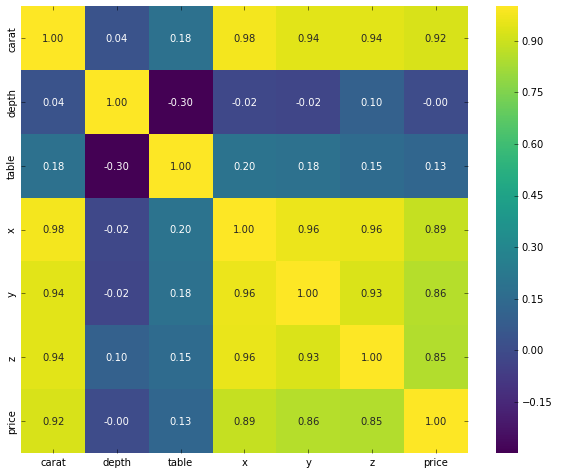 carat 1.00 0.04 0.18 0.98 0.94 0.94 0.92
depth 0.04 1.00 -0.30 -0.02 -0.02 0.10 -0.00
table 0.18 -0.30 1.00 0.20 0.18 0.15 0.13
x 0.98 -0.02 0.20 1.00 0.96 0.96 0.89
y 0.94 -0.02 0.18 0.96 1.00 0.93 0.86
z 0.94 0.10 0.15 0.96 0.93 1.00 0.85
price 0.92 -0.00 0.13 0.89 0.86 0.85 1.00
carat depth table x y z price
0.90
0.75
0.60
0.45
0.30
0.15
0.00
−0.15